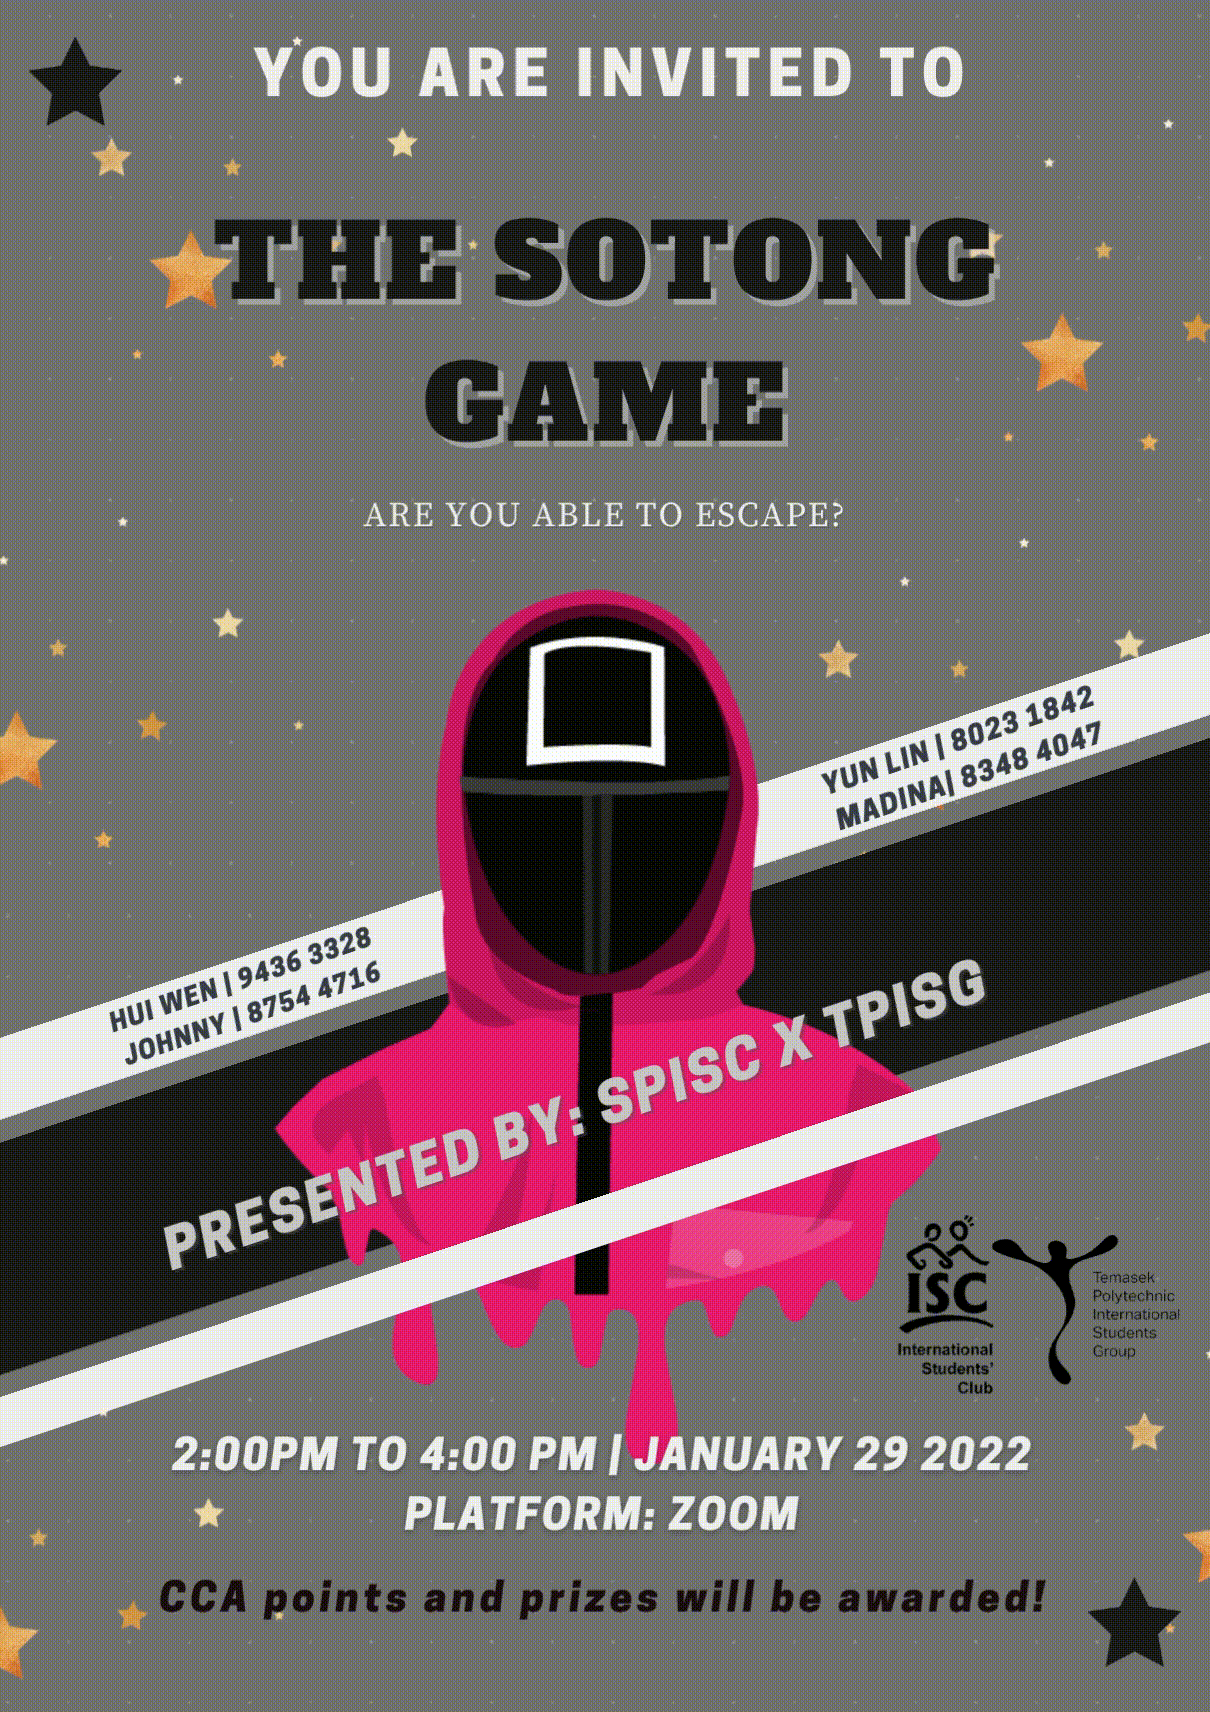 YOU ARE INVITED TO
THE SOTONG
GAME
ARE YOU ABLE TO ESCAPE?
YUN LIN | 8023 1842
MADINA| 8348 4047
HUI WEN | 9436 3328
JOHNNY | 8754 4716
PRESENTED BY: SPISC X TPISG
ISC
International
Students'
Club
Temasek
Polytechnic
International
Students
Group
2:00PM TO 4:00 PM | JANUARY 29 2022
PLATFORM: ZOOM
CCA points and prizes will be awarded!